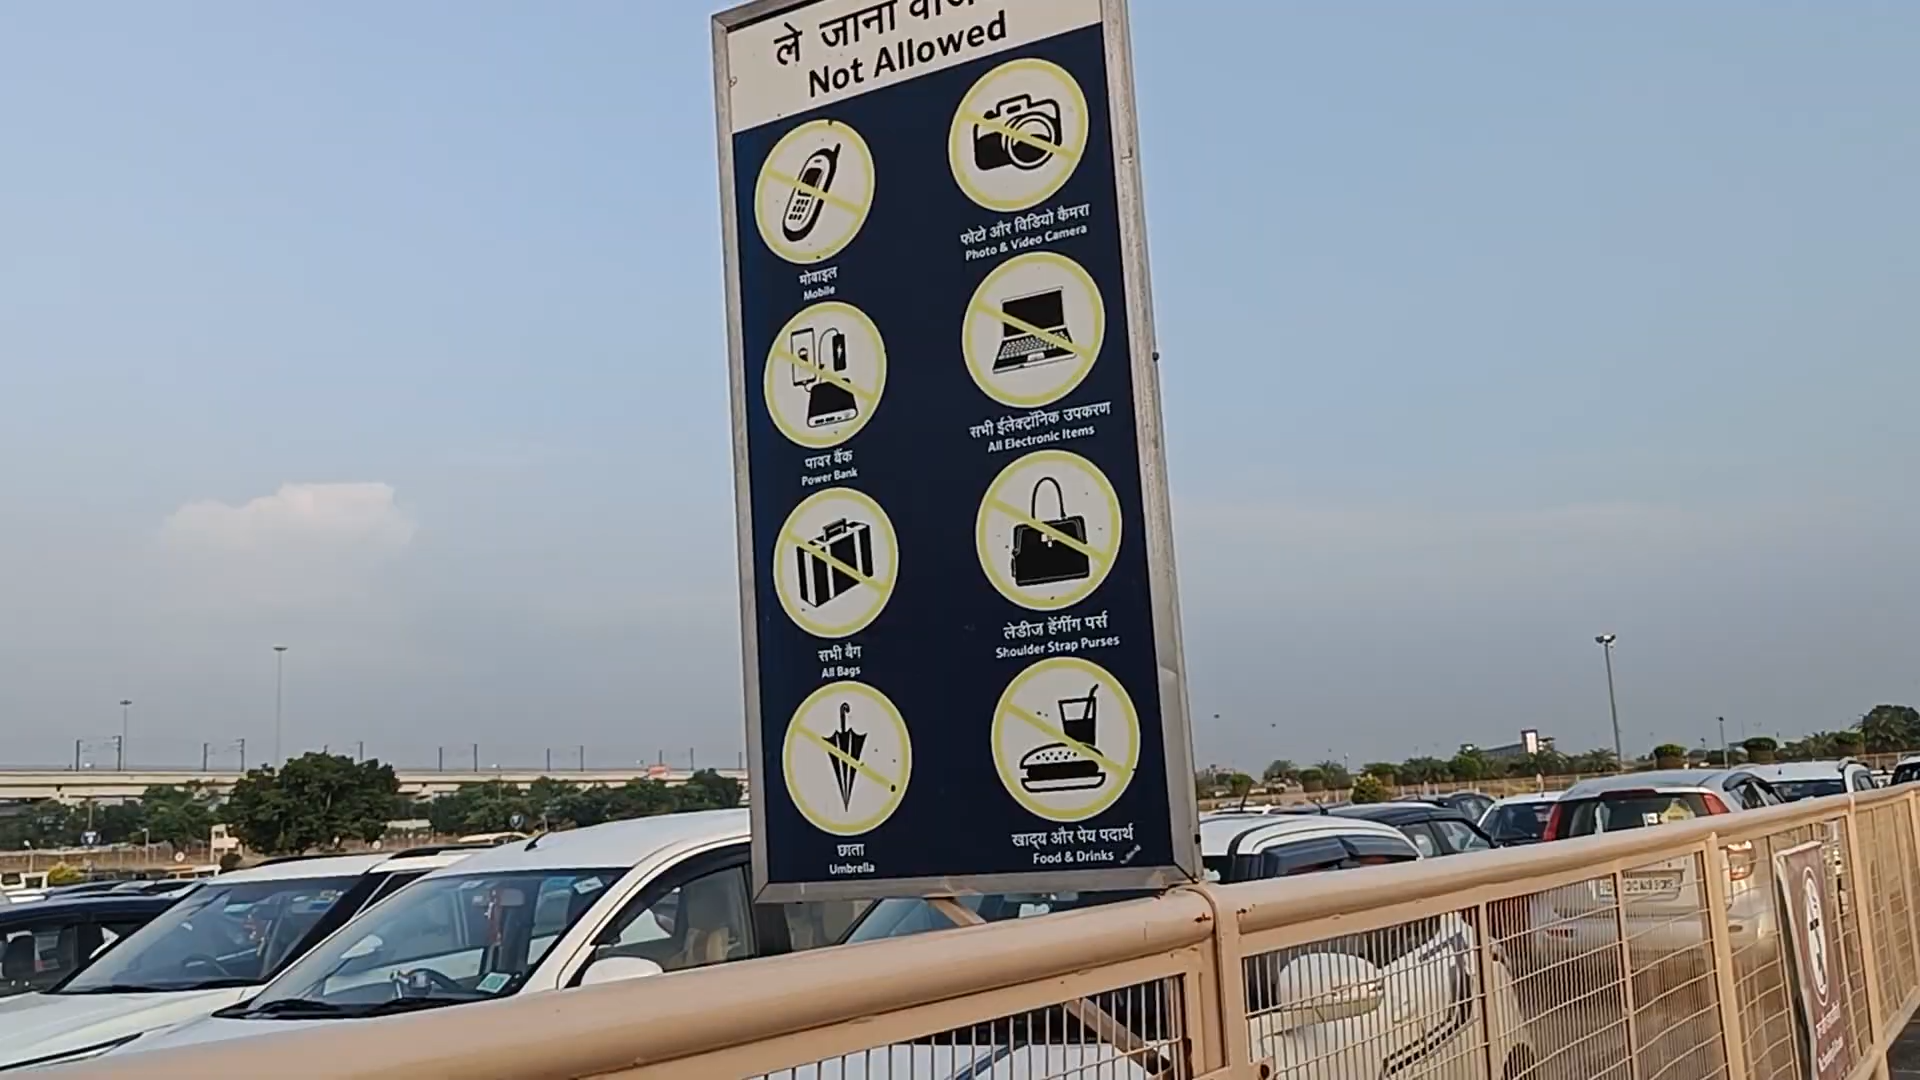 ले जाना
Not Allowed
मोबाइल
Mobile
फोटो और विडियो कैमरा
Photo & Video Camera
पावर बैंक
Power Bank
सभी ईलेक्ट्रॉनिक उपकरण
All Electronic Items
सभी बैग
All Bags
लेडीज हेंगींग पर्स
Shoulder Strap Purses
छाता
Umbrella
खाद्य और पेय पदार्थ
Food & Drinks